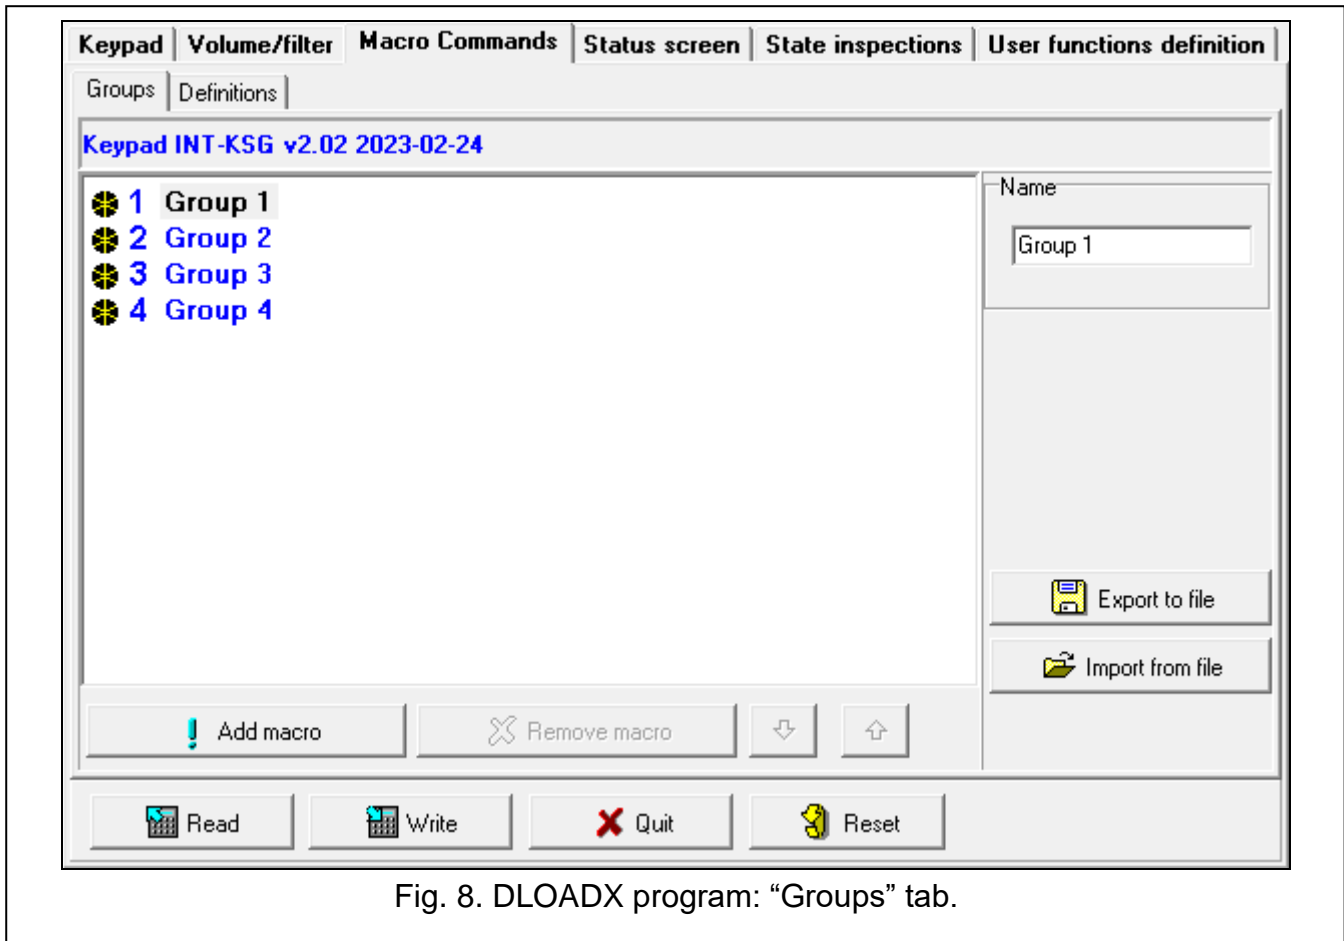 Keypad Volume/filter Macro Commands Status screen State inspections User functions definition
Groups Definitions
Keypad INT-KSG v2.02 2023-02-24
1 Group 1
2 Group 2
3 Group 3
4 Group 4
Name
Group 1
Export to file
Import from file
Add macro Remove macro
Read Write Quit Reset
Fig. 8. DLOADX program: “Groups” tab.